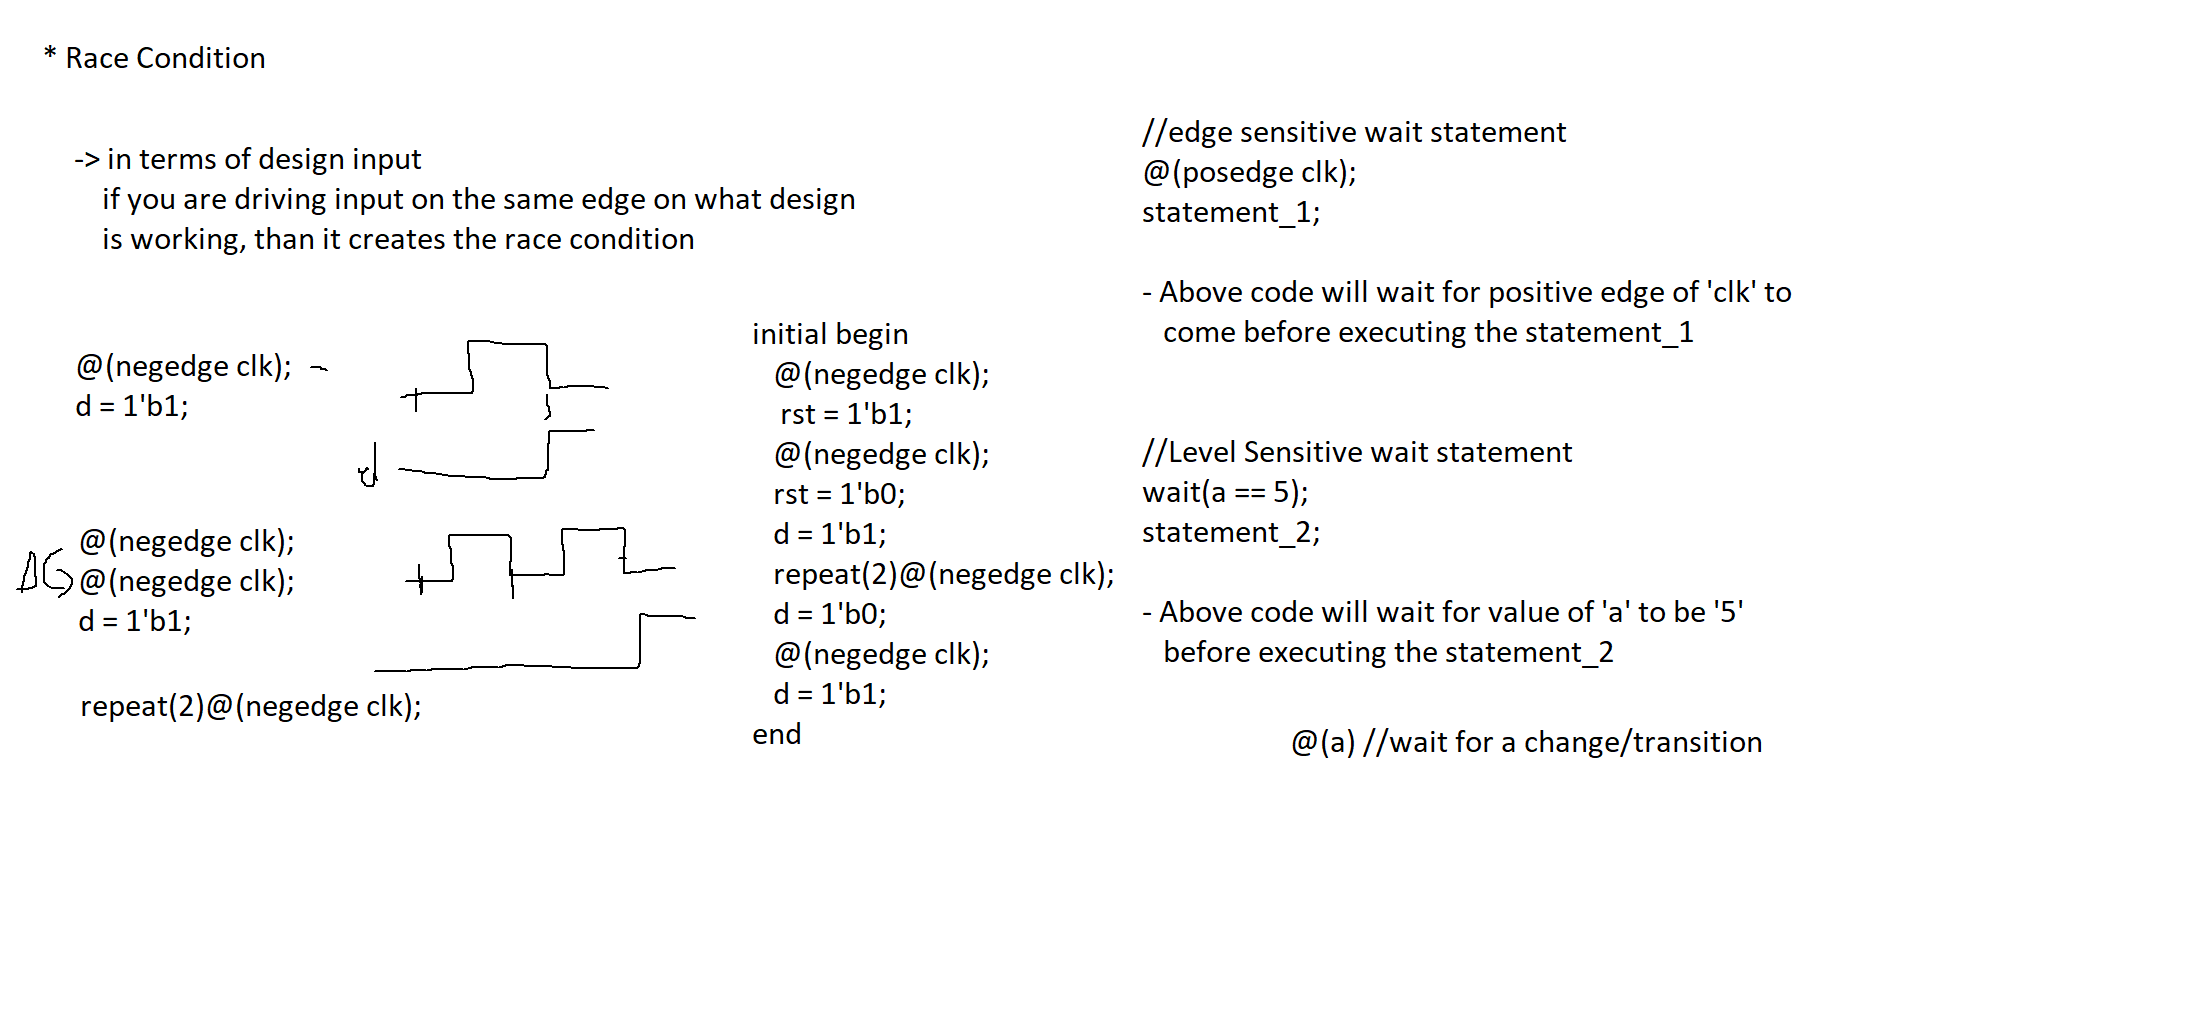 * Race Condition
-> in terms of design input
if you are driving input on the same edge on what design
is working, than it creates the race condition
@(negedge clk);
d = 1'b1;
d
@(negedge clk);
@(negedge clk);
d = 1'b1;
repeat(2)@(negedge clk);
initial begin
@(negedge clk);
rst = 1'b1;
@(negedge clk);
rst = 1'b0;
d = 1'b1;
repeat(2)@(negedge clk);
d = 1'b0;
@(negedge clk);
d = 1'b1;
end
//edge sensitive wait statement
@(posedge clk);
statement_1;
- Above code will wait for positive edge of 'clk' to
come before executing the statement_1
//Level Sensitive wait statement
wait(a == 5);
statement_2;
- Above code will wait for value of 'a' to be '5'
before executing the statement_2
@(a) //wait for a change/transition